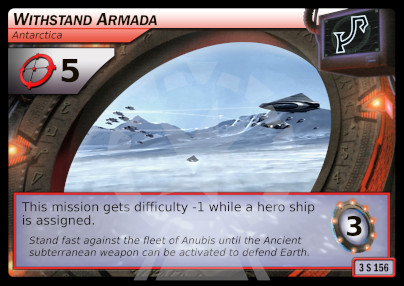 WITHSTAND ARMADA
Antarctica
5
This mission gets difficulty -1 while a hero ship
is assigned.
3
Stand fast against the fleet of Anubis until the Ancient
subterranean weapon can be activated to defend Earth.
3 S 156